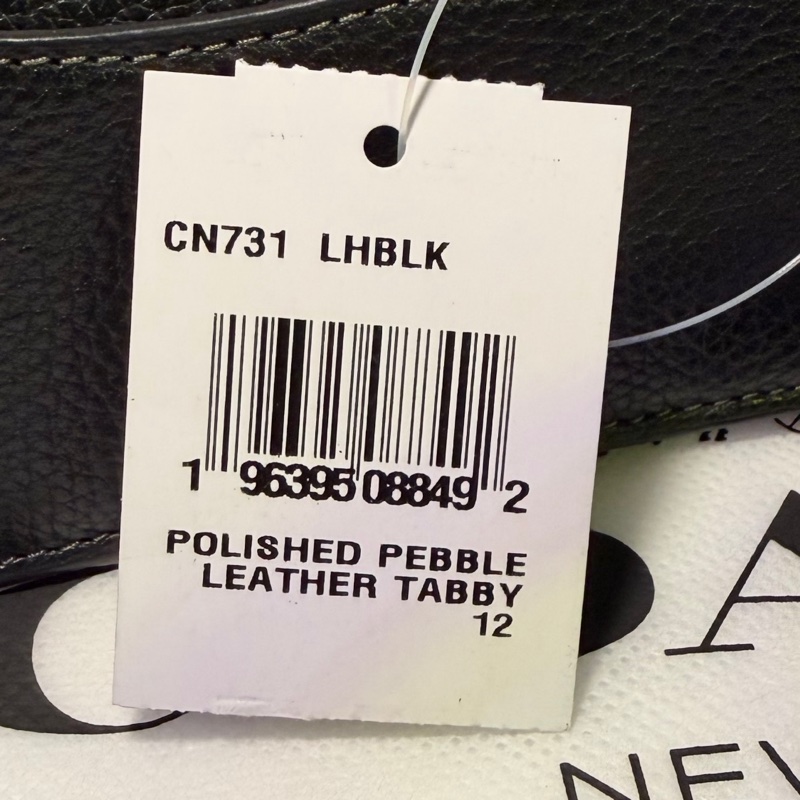 CN731 LHBLK
1 96395 08849 2
POLISHED PEBBLE
LEATHER TABBY
12